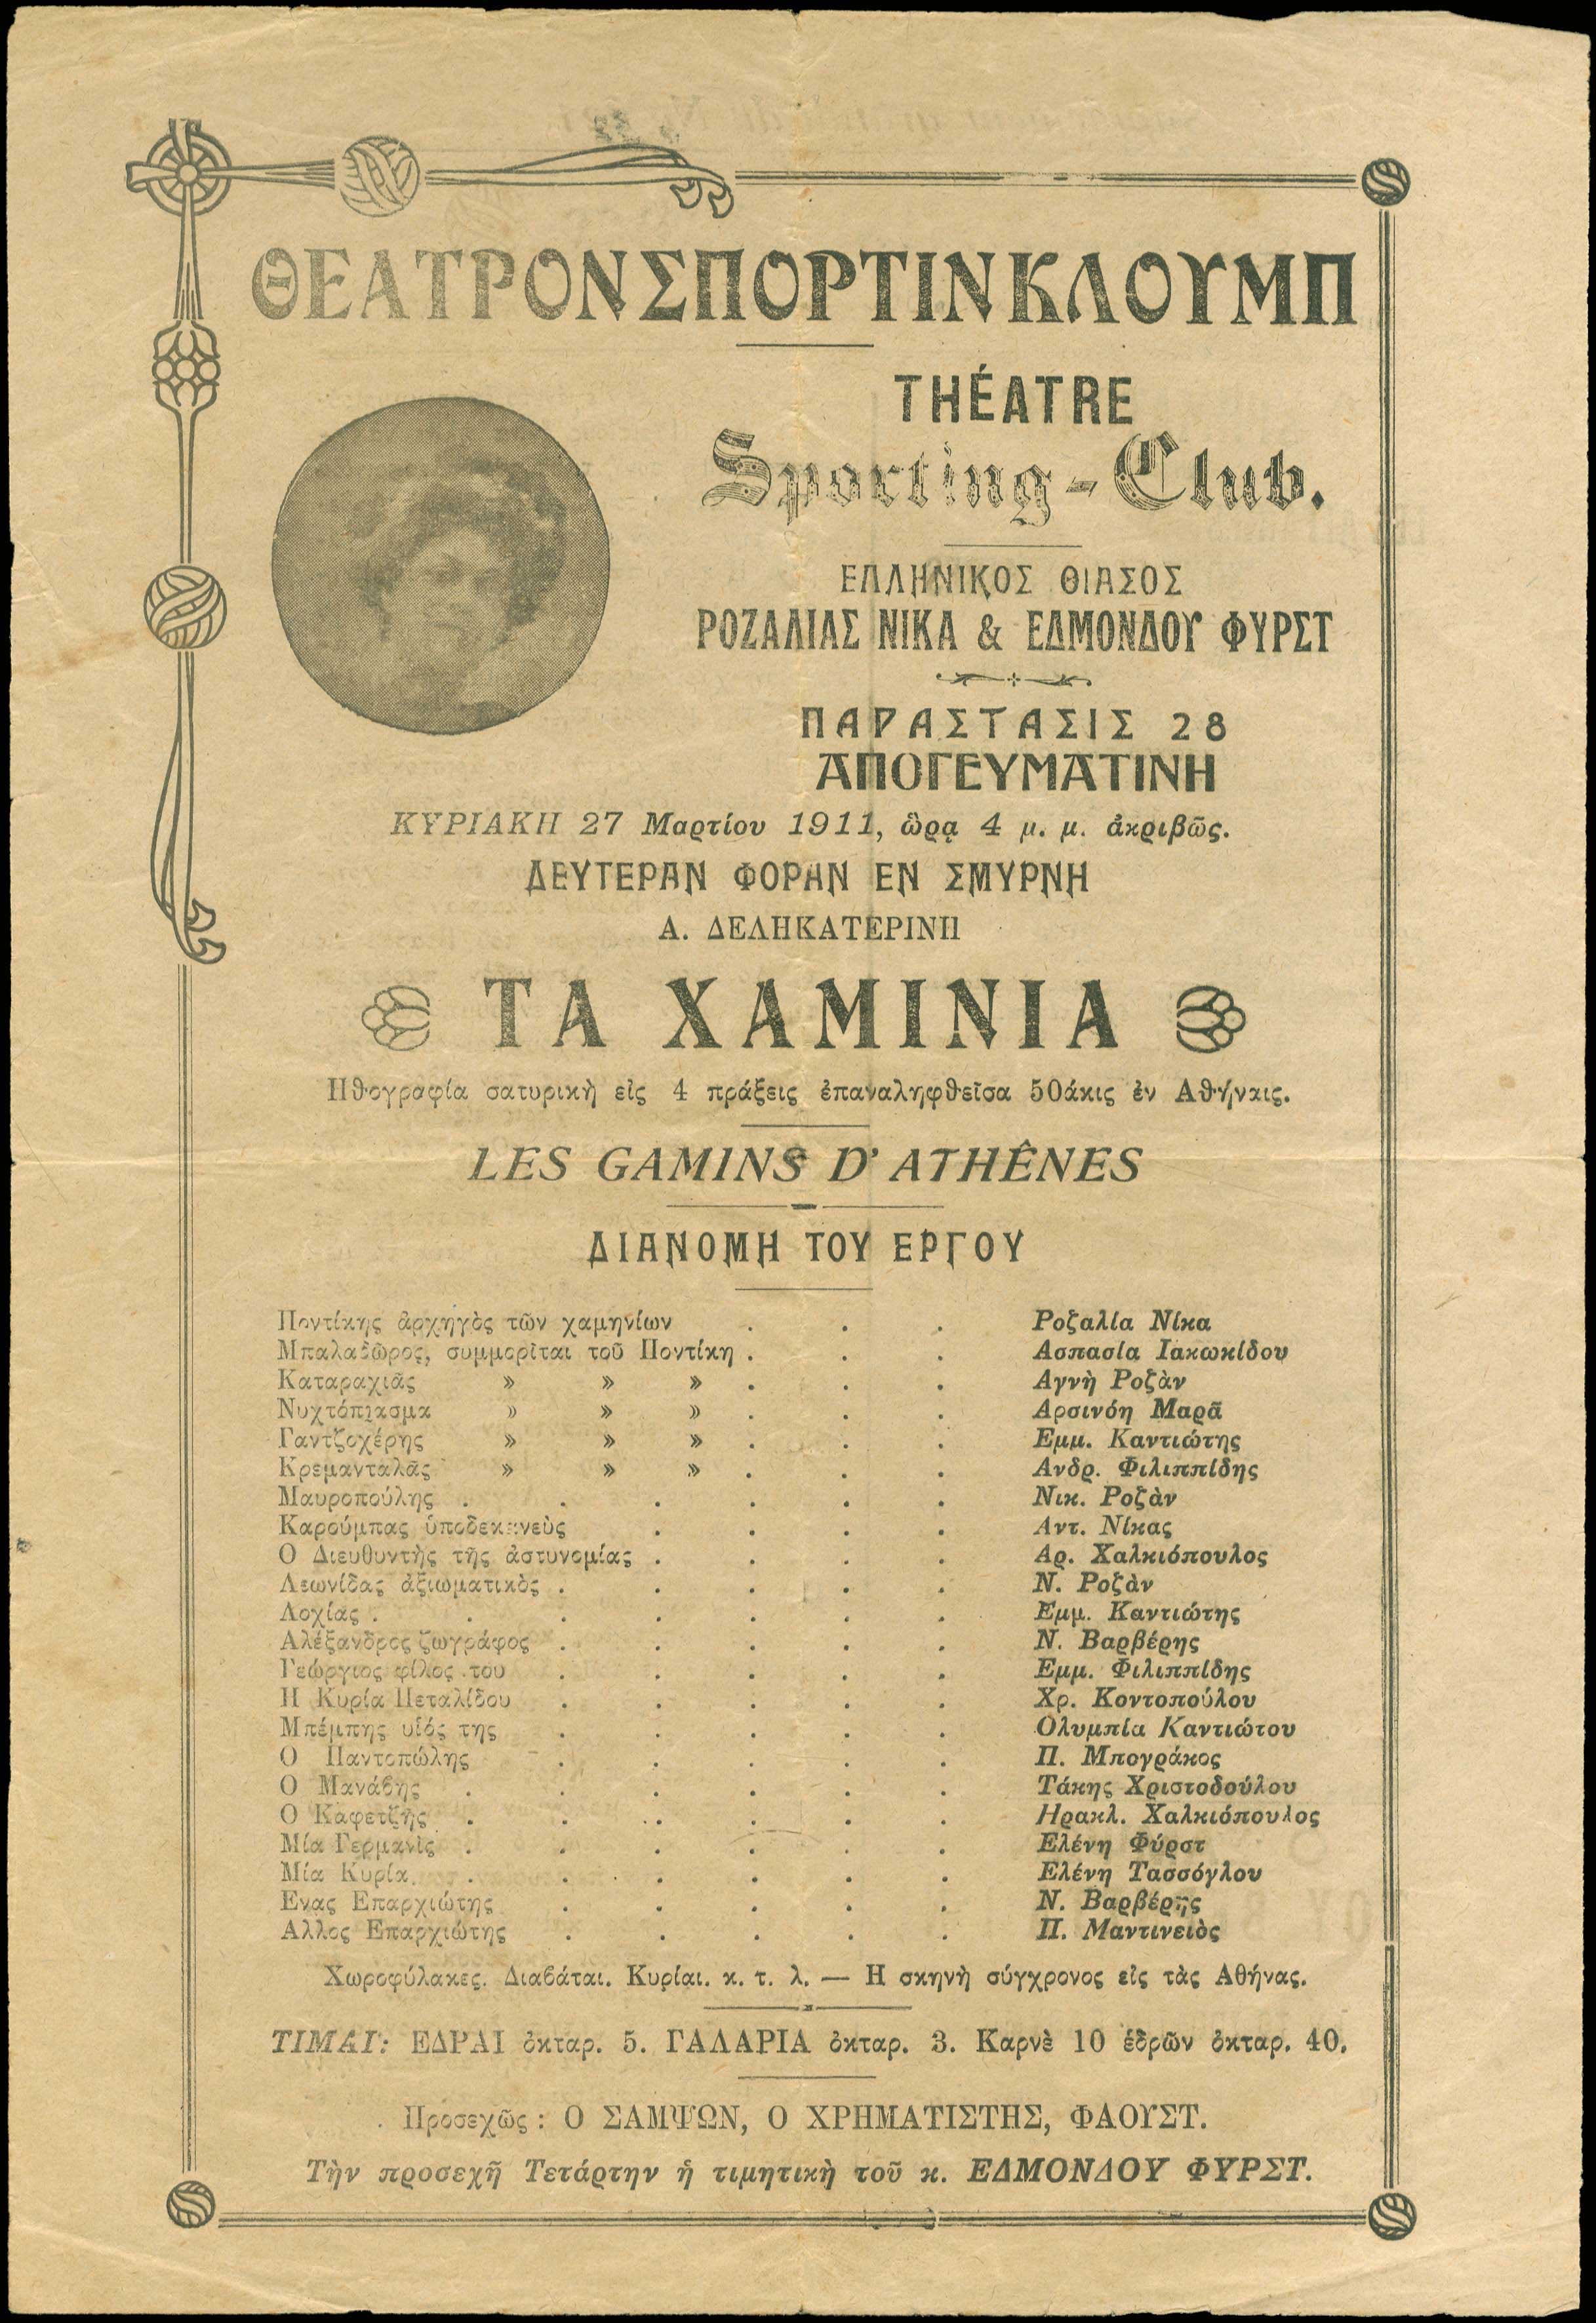 ΘΕΑΤΡΟΝ ΣΠΟΡΤΙΝ ΚΛΟΥΜΠ
THÉATRE
Sporting-Club.
ΕΛΛΗΝΙΚΟΣ ΘΙΑΣΟΣ
ΡΟΖΑΛΙΑΣ ΝΙΚΑ & ΕΔΜΟΝΔΟΥ ΦΥΡΣΤ
ΠΑΡΑΣΤΑΣΙΣ 28
ΑΠΟΓΕΥΜΑΤΙΝΗ
ΚΥΡΙΑΚΗ 27 Μαρτίου 1911, ὥρᾳ 4 μ. μ. ἀκριβῶς.
ΔΕΥΤΕΡΑΝ ΦΟΡΑΝ ΕΝ ΣΜΥΡΝΗ
Α. ΔΕΛΗΚΑΤΕΡΙΝΗ
ΤΑ ΧΑΜΙΝΙΑ
Ηθογραφία σατυρικὴ εἰς 4 πράξεις ἐπαναληφθεῖσα 50άκις ἐν Αθήναις.
LES GAMINS D' ATHÊNES
ΔΙΑΝΟΜΗ ΤΟΥ ΕΡΓΟΥ
Ποντίκης ἀρχηγὸς τῶν χαμηνίων . . . Ροζαλία Νίκα
Μπαλαδῶρος, συμμορῖται τοῦ Ποντίκη . . . Ασπασία Ιακωκίδου
Καταραχιᾶς » » » . . . Αγνὴ Ροζὰν
Νυχτόπιασμα » » » . . . Αρσινόη Μαρᾶ
Γαντζοχέρης » » » . . . Εμμ. Καντιώτης
Κρεμανταλᾶς » » » . . . Ανδρ. Φιλιππίδης
Μαυροπούλης . . . . . . Νικ. Ροζὰν
Καρούμπας ὑποδεκανεὺς . . . . Αντ. Νίκας
Ο Διευθυντὴς τῆς ἀστυνομίας . . . . Αρ. Χαλκιόπουλος
Λεωνίδας ἀξιωματικὸς . . . . . Ν. Ροζὰν
Λοχίας . . . . . . . Εμμ. Καντιώτης
Αλέξανδρος ζωγράφος . . . . . Ν. Βαρβέρης
Γεώργιος φίλος του . . . . . Εμμ. Φιλιππίδης
Η Κυρία Πεταλίδου . . . . . Χρ. Κοντοπούλου
Μπέμπης υἱός της . . . . . Ολυμπία Καντιώτου
Ο Παντοπώλης . . . . . Π. Μπογράκος
Ο Μανάβης . . . . . . Τάκης Χριστοδούλου
Ο Καφετζῆς . . . . . . Ηρακλ. Χαλκιόπουλος
Μία Γερμανὶς . . . . . . Ελένη Φύρστ
Μία Κυρία . . . . . . Ελένη Τασσόγλου
Ενας Επαρχιώτης . . . . . Ν. Βαρβέρης
Αλλος Επαρχιώτης . . . . . Π. Μαντινειὸς
Χωροφύλακες. Διαβάται. Κυρίαι. κ. τ. λ. — Η σκηνὴ σύγχρονος εἰς τὰς Αθήνας.
ΤΙΜΑΙ: ΕΔΡΑΙ ὀκταρ. 5. ΓΑΛΑΡΙΑ ὀκταρ. 3. Καρνὲ 10 ἑδρῶν ὀκταρ. 40.
Προσεχῶς : Ο ΣΑΜΨΩΝ, Ο ΧΡΗΜΑΤΙΣΤΗΣ, ΦΑΟΥΣΤ.
Τὴν προσεχῆ Τετάρτην ἡ τιμητικὴ τοῦ κ. ΕΔΜΟΝΔΟΥ ΦΥΡΣΤ.